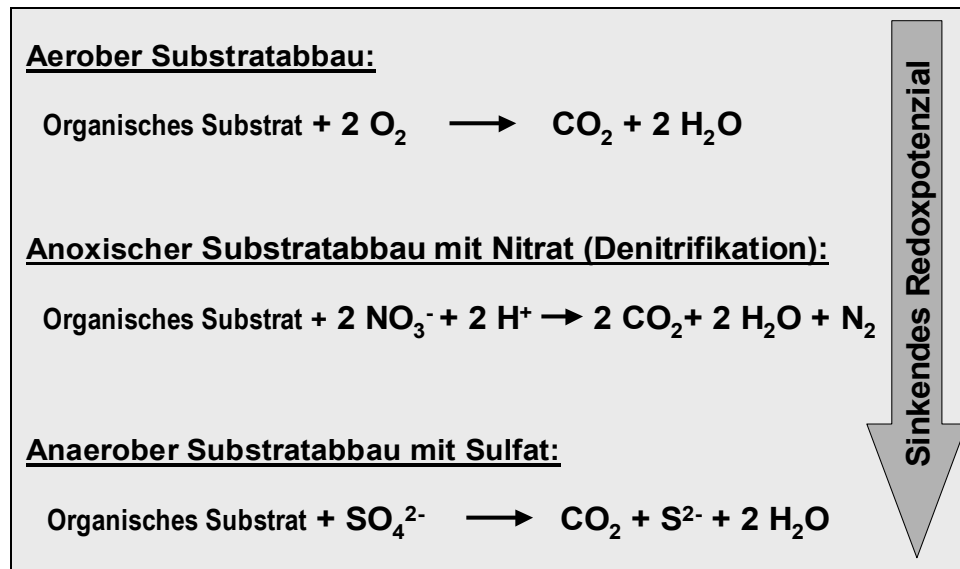 Aerober Substratabbau:
Organisches Substrat + 2 O₂ → CO₂ + 2 H₂O
Anoxischer Substratabbau mit Nitrat (Denitrifikation):
Organisches Substrat + 2 NO₃⁻ + 2 H⁺ → 2 CO₂ + 2 H₂O + N₂
Anaerober Substratabbau mit Sulfat:
Organisches Substrat + SO₄²⁻ → CO₂ + S²⁻ + 2 H₂O
Sinkendes Redoxpotenzial